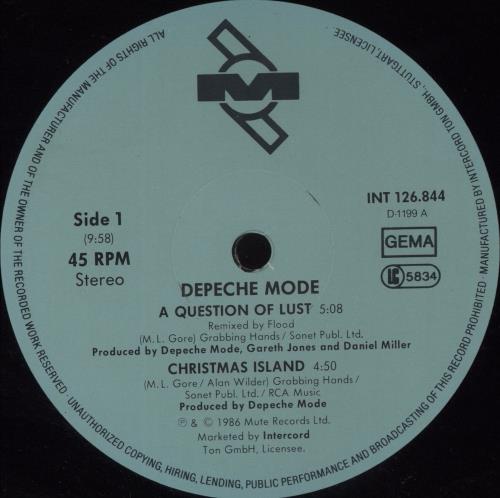 ALL RIGHTS OF THE MANUFACTURER AND OF THE OWNER OF THE RECORDED WORK RESERVED · UNAUTHORIZED COPYING, HIRING, LENDING, PUBLIC PERFORMANCE AND BROADCASTING OF THIS RECORD PROHIBITED · MANUFACTURED BY INTERCORD TON GMBH., STUTTGART, LICENSEE.
M
Side 1
(9:58)
45 RPM
Stereo
INT 126.844
D-1199 A
GEMA
LC 5834
DEPECHE MODE
A QUESTION OF LUST 5:08
Remixed by Flood
(M.L. Gore) Grabbing Hands / Sonet Publ. Ltd.
Produced by Depeche Mode, Gareth Jones and Daniel Miller
CHRISTMAS ISLAND 4:50
(M.L. Gore / Alan Wilder) Grabbing Hands /
Sonet Publ. Ltd. / RCA Music
Produced by Depeche Mode
℗ & © 1986 Mute Records Ltd.
Marketed by Intercord
Ton GmbH, Licensee.